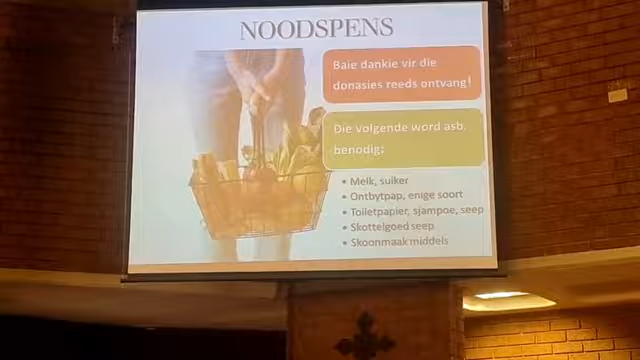 NOODSPENS
Baie dankie vir die
donasies reeds ontvang!
Die volgende word asb.
benodig:
• Melk, suiker
• Ontbytpap, enige soort
• Toiletpapier, sjampoe, seep
• Skottelgoed seep
• Skoonmaak middels